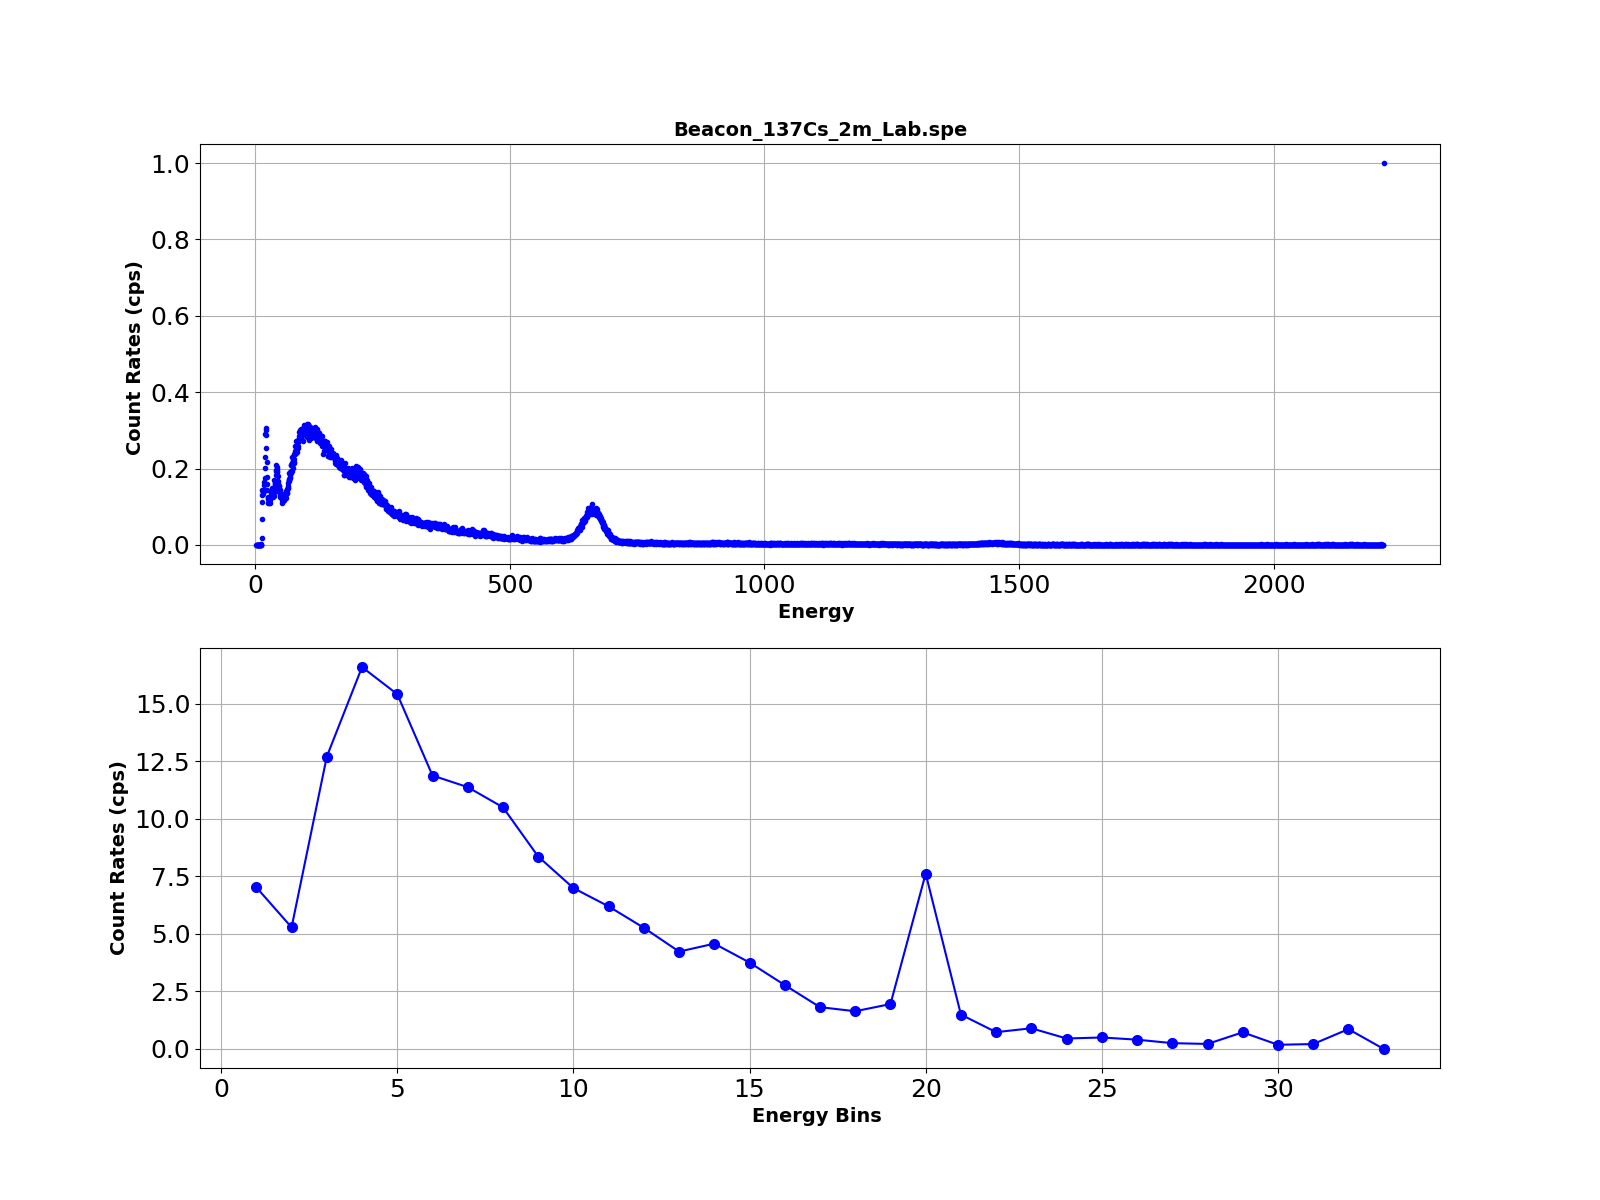 Beacon_137Cs_2m_Lab.spe
1.0
0.8
0.6
0.4
0.2
0.0
Count Rates (cps)
0 500 1000 1500 2000
Energy
15.0
12.5
10.0
7.5
5.0
2.5
0.0
Count Rates (cps)
0 5 10 15 20 25 30
Energy Bins